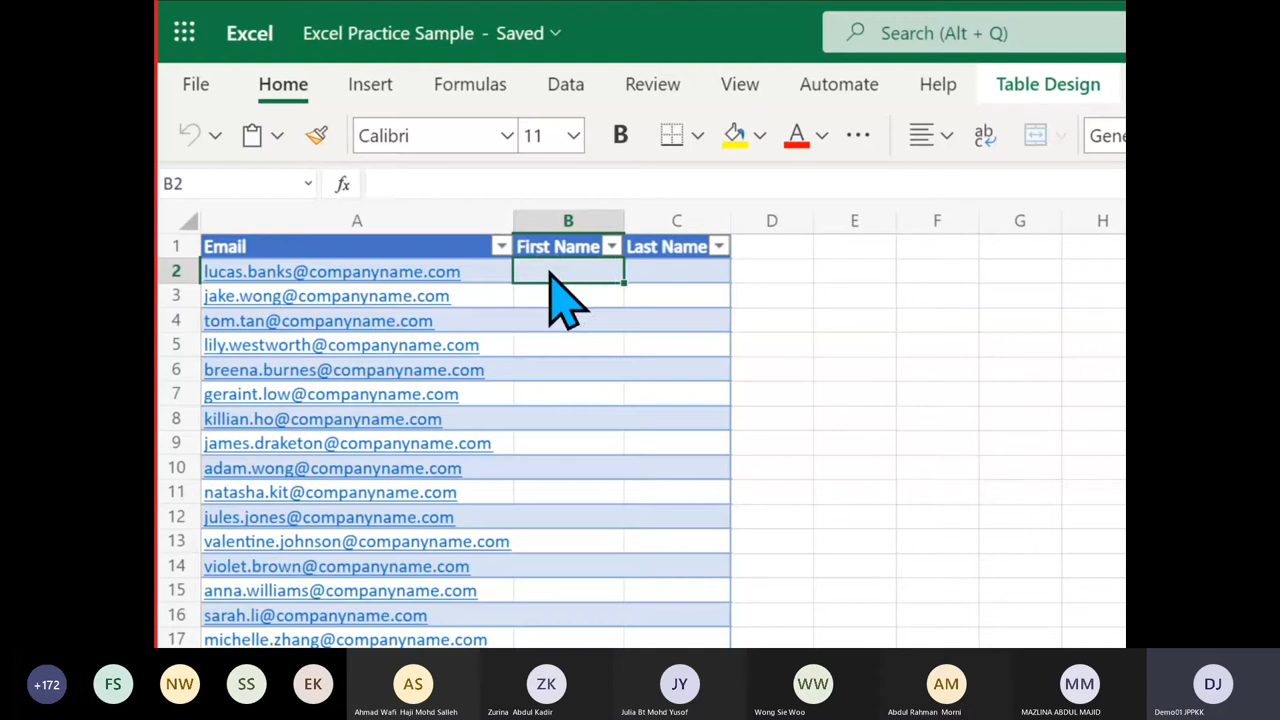 Excel Excel Practice Sample - Saved Search (Alt + Q)
File Home Insert Formulas Data Review View Automate Help Table Design
Calibri 11 B A ab c Gene
B2 fx
A B C D E F G H
1 Email First Name Last Name
2 lucas.banks@companyname.com
3 jake.wong@companyname.com
4 tom.tan@companyname.com
5 lily.westworth@companyname.com
6 breena.burnes@companyname.com
7 geraint.low@companyname.com
8 killian.ho@companyname.com
9 james.draketon@companyname.com
10 adam.wong@companyname.com
11 natasha.kit@companyname.com
12 jules.jones@companyname.com
13 valentine.johnson@companyname.com
14 violet.brown@companyname.com
15 anna.williams@companyname.com
16 sarah.li@companyname.com
17 michelle.zhang@companyname.com
+172 FS NW SS EK AS ZK JY WW AM MM DJ
Ahmad Wafi Haji Mohd Salleh Zurina Abdul Kadir Julia Bt Mohd Yusof Wong Sie Woo Abdul Rahman Morni MAZLINA ABDUL MAJID Demo01 JPPKK